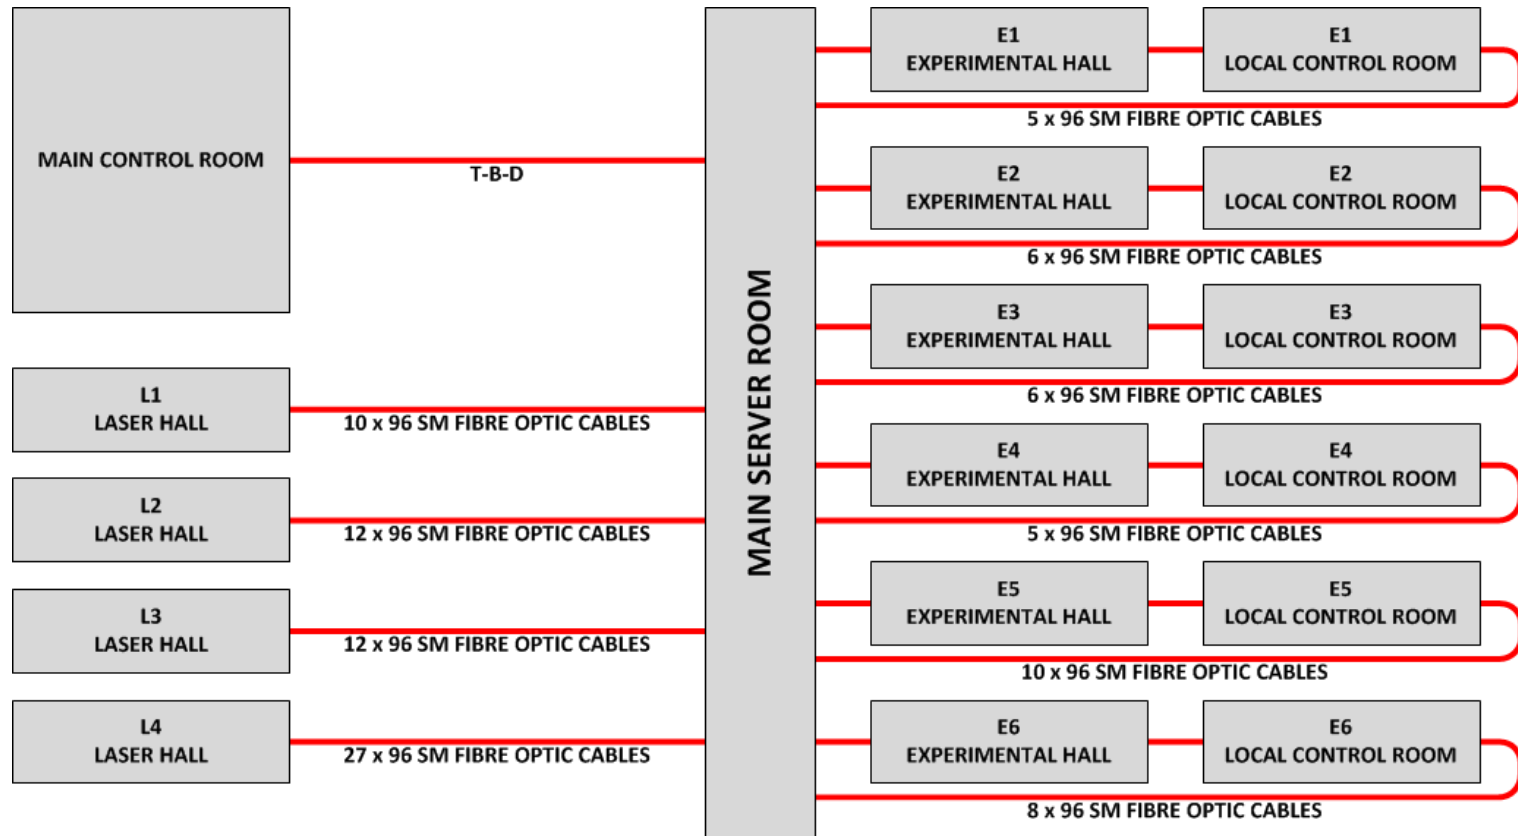 MAIN CONTROL ROOM
T-B-D
L1
LASER HALL
10 x 96 SM FIBRE OPTIC CABLES
L2
LASER HALL
12 x 96 SM FIBRE OPTIC CABLES
L3
LASER HALL
12 x 96 SM FIBRE OPTIC CABLES
L4
LASER HALL
27 x 96 SM FIBRE OPTIC CABLES
MAIN SERVER ROOM
E1
EXPERIMENTAL HALL
E1
LOCAL CONTROL ROOM
5 x 96 SM FIBRE OPTIC CABLES
E2
EXPERIMENTAL HALL
E2
LOCAL CONTROL ROOM
6 x 96 SM FIBRE OPTIC CABLES
E3
EXPERIMENTAL HALL
E3
LOCAL CONTROL ROOM
6 x 96 SM FIBRE OPTIC CABLES
E4
EXPERIMENTAL HALL
E4
LOCAL CONTROL ROOM
5 x 96 SM FIBRE OPTIC CABLES
E5
EXPERIMENTAL HALL
E5
LOCAL CONTROL ROOM
10 x 96 SM FIBRE OPTIC CABLES
E6
EXPERIMENTAL HALL
E6
LOCAL CONTROL ROOM
8 x 96 SM FIBRE OPTIC CABLES